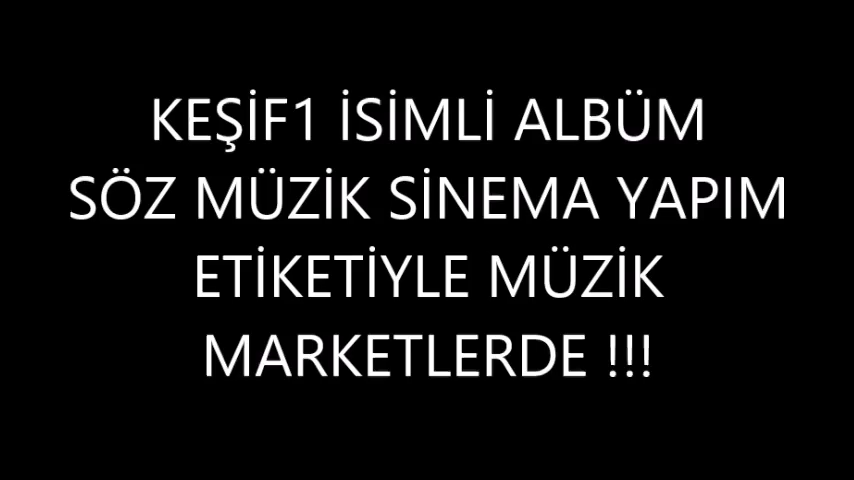 KEŞİF1 İSİMLİ ALBÜM
SÖZ MÜZİK SİNEMA YAPIM
ETİKETİYLE MÜZİK
MARKETLERDE !!!